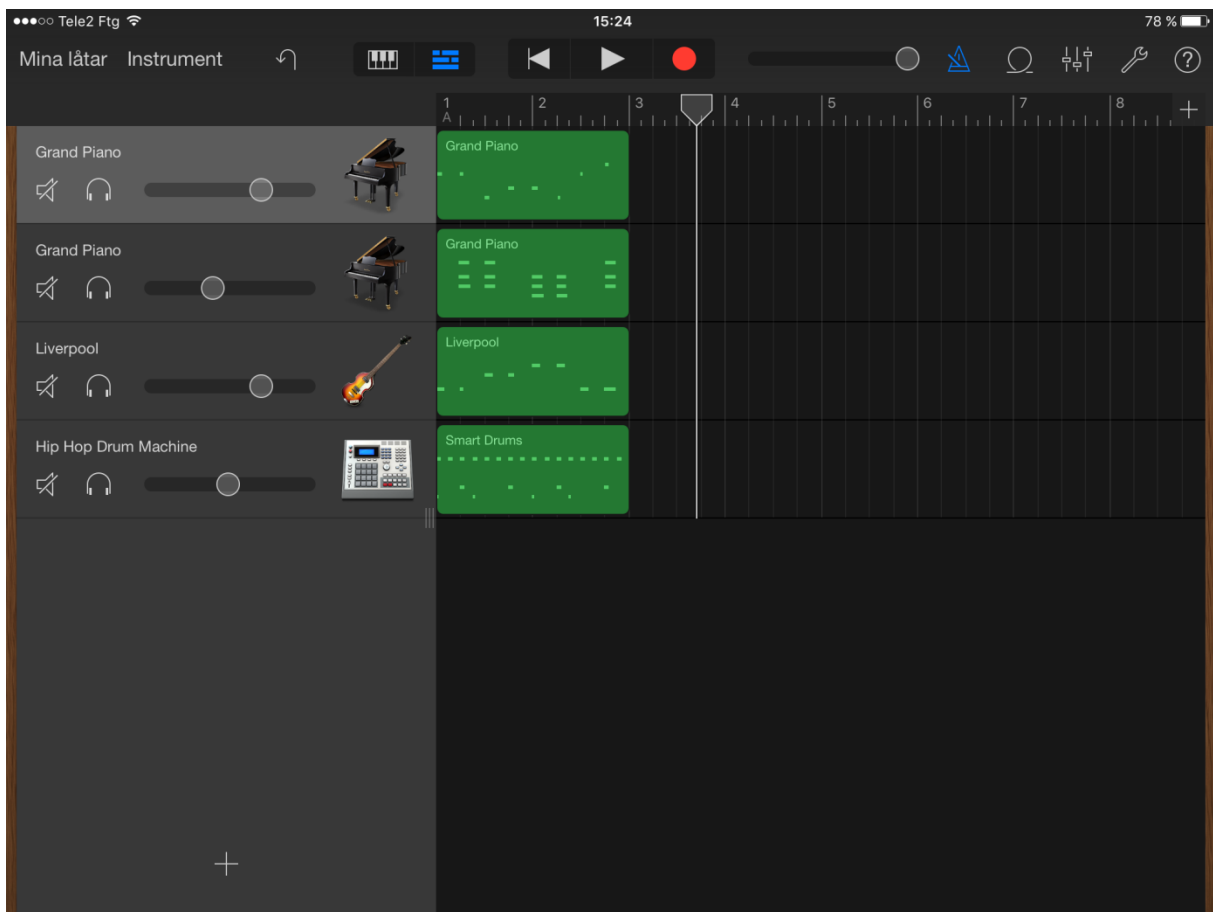 Tele2 Ftg 15:24 78 %
Mina låtar Instrument ?
1 2 3 4 5 6 7 8 +
A
Grand Piano
Grand Piano
Grand Piano
Grand Piano
Liverpool
Liverpool
Hip Hop Drum Machine
Smart Drums
+